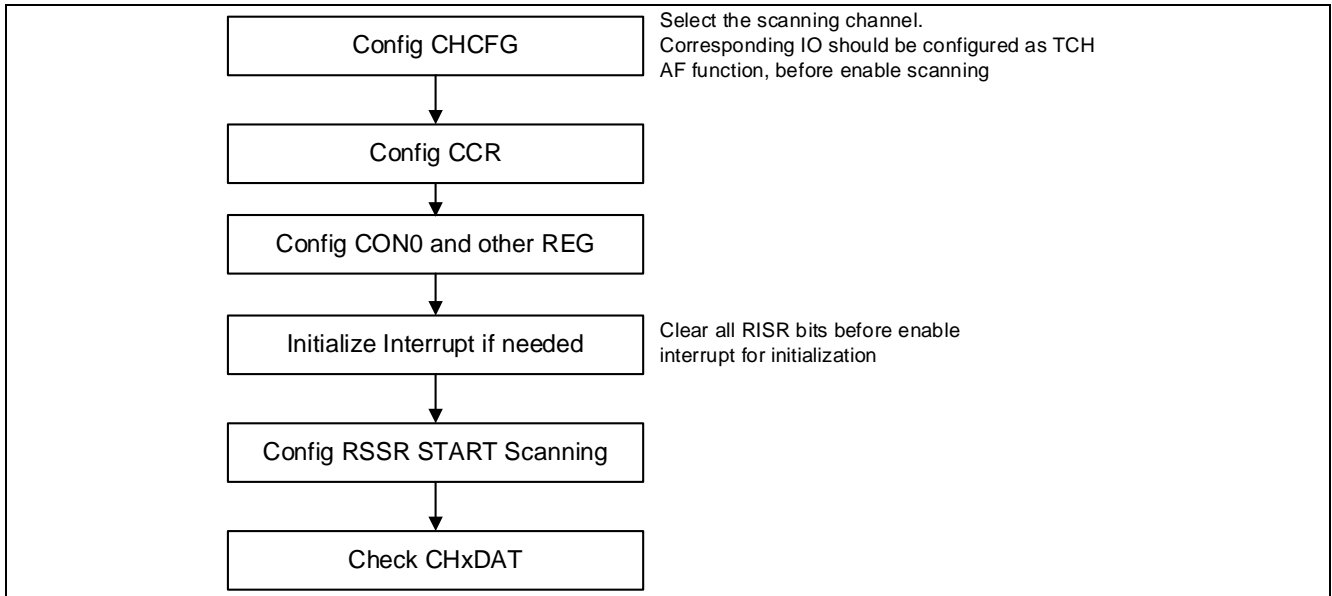 Config CHCFG
Select the scanning channel.
Corresponding IO should be configured as TCH
AF function, before enable scanning
Config CCR
Config CON0 and other REG
Initialize Interrupt if needed
Clear all RISR bits before enable
interrupt for initialization
Config RSSR START Scanning
Check CHxDAT